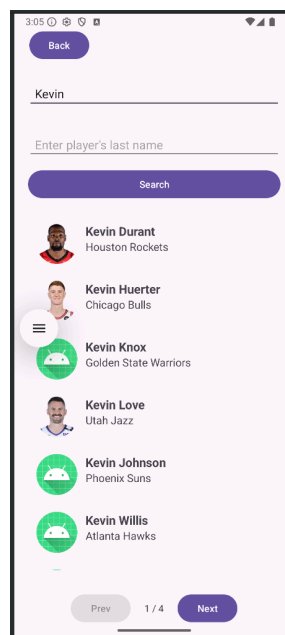 3:05
Back
Kevin
Enter player's last name
Search
Kevin Durant
Houston Rockets
Kevin Huerter
Chicago Bulls
Kevin Knox
Golden State Warriors
Kevin Love
Utah Jazz
Kevin Johnson
Phoenix Suns
Kevin Willis
Atlanta Hawks
Prev 1 / 4 Next